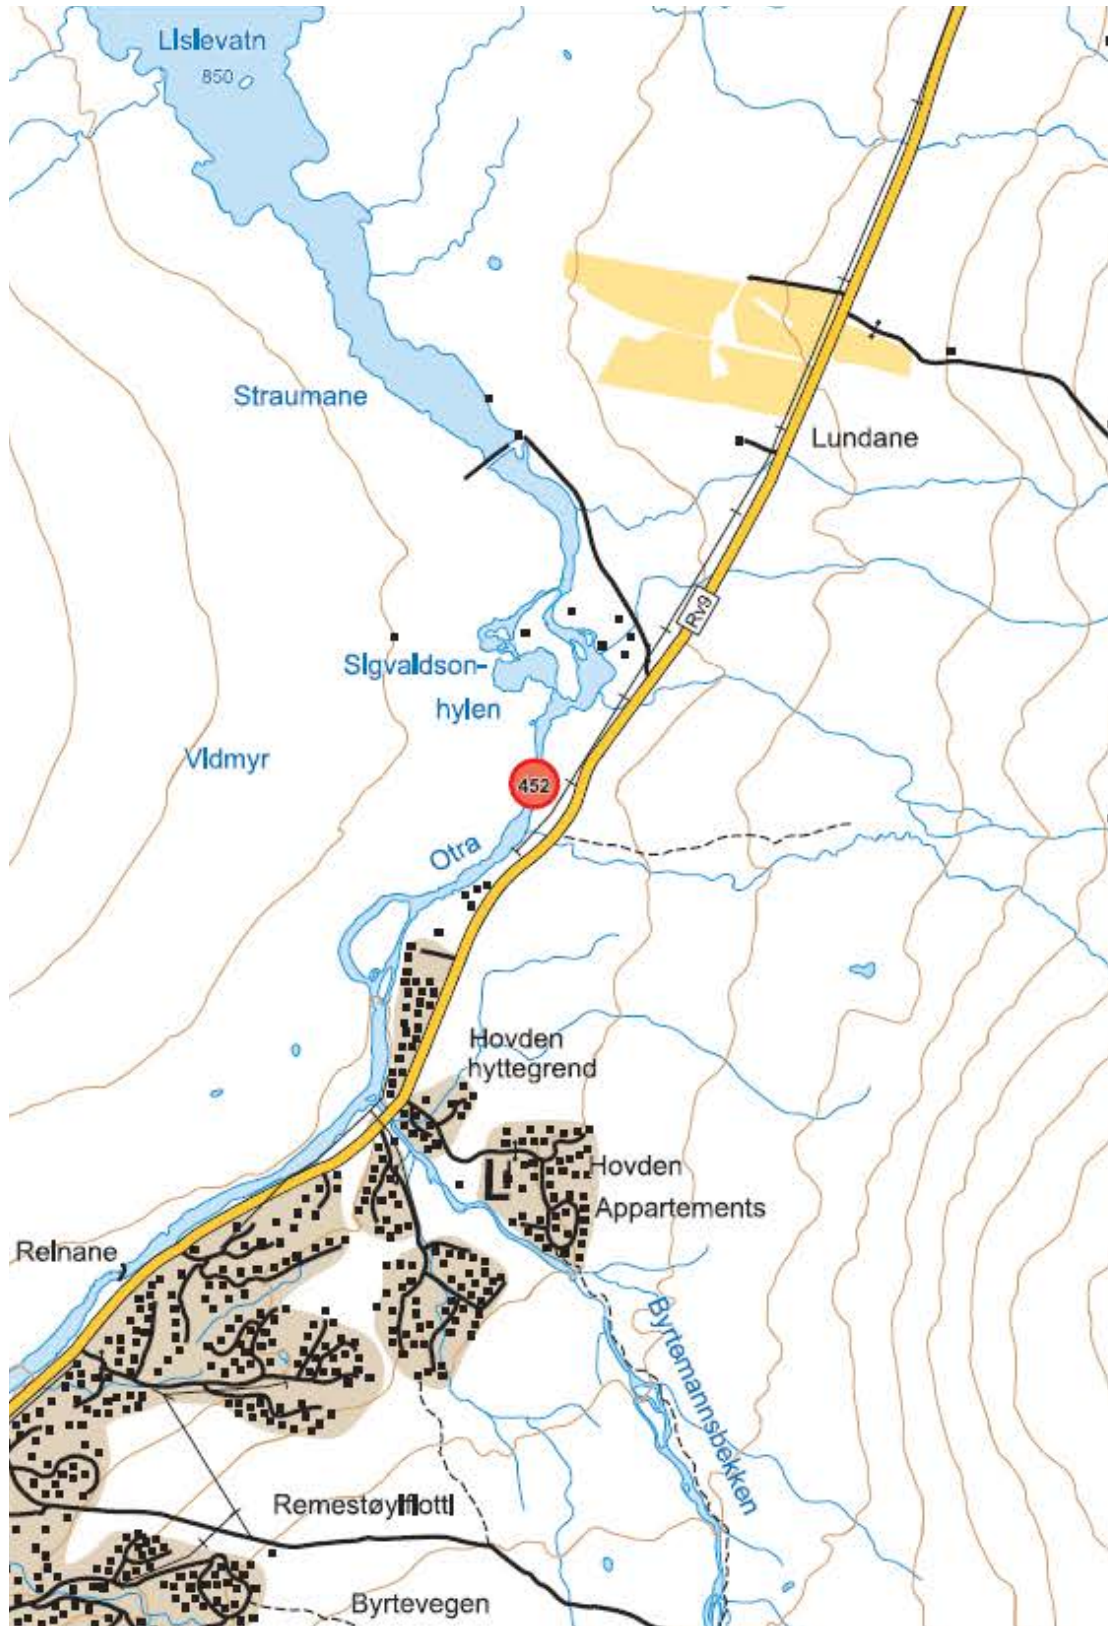 Lislevatn
850
Straumane
Lundane
Rv9
Sigvaldson-
hylen
Vidmyr
452
Otra
Hovden
hyttegrend
Hovden
Appartements
Reinane
Byrtemannsbekken
Remestøylflotti
Byrtevegen